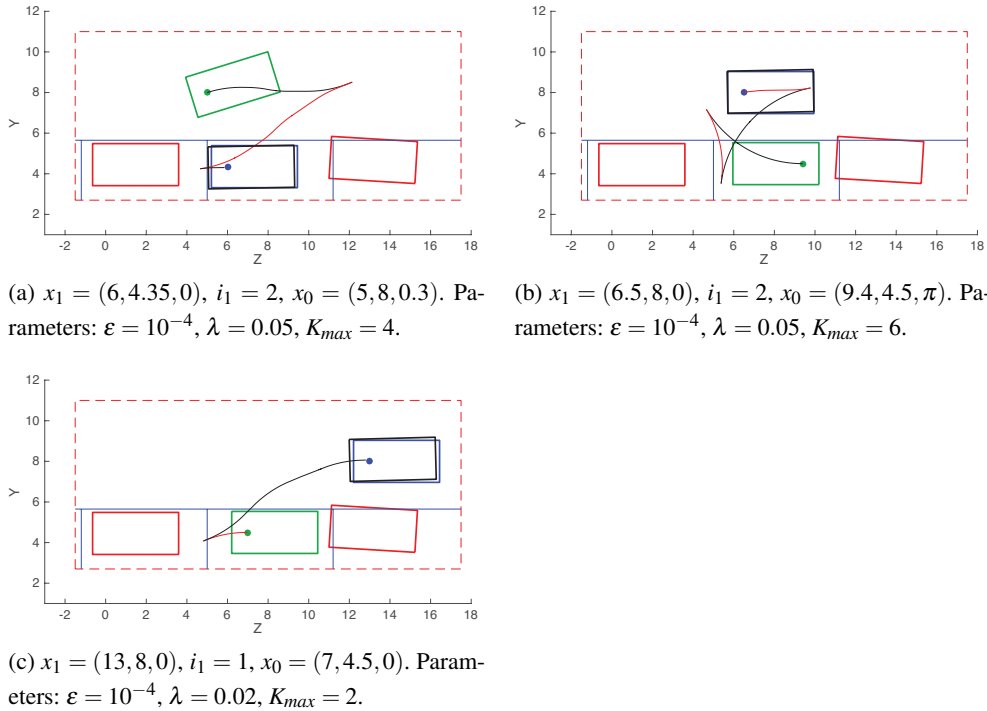 12
10
8
6
4
2
Y
-2 0 2 4 6 8 10 12 14 16 18
Z
(a) x₁ = (6,4.35,0), i₁ = 2, x₀ = (5,8,0.3). Pa-
rameters: ε = 10⁻⁴, λ = 0.05, Kmax = 4.
12
10
8
6
4
2
Y
-2 0 2 4 6 8 10 12 14 16 18
Z
(b) x₁ = (6.5,8,0), i₁ = 2, x₀ = (9.4,4.5,π). Pa-
rameters: ε = 10⁻⁴, λ = 0.05, Kmax = 6.
12
10
8
6
4
2
Y
-2 0 2 4 6 8 10 12 14 16 18
Z
(c) x₁ = (13,8,0), i₁ = 1, x₀ = (7,4.5,0). Param-
eters: ε = 10⁻⁴, λ = 0.02, Kmax = 2.